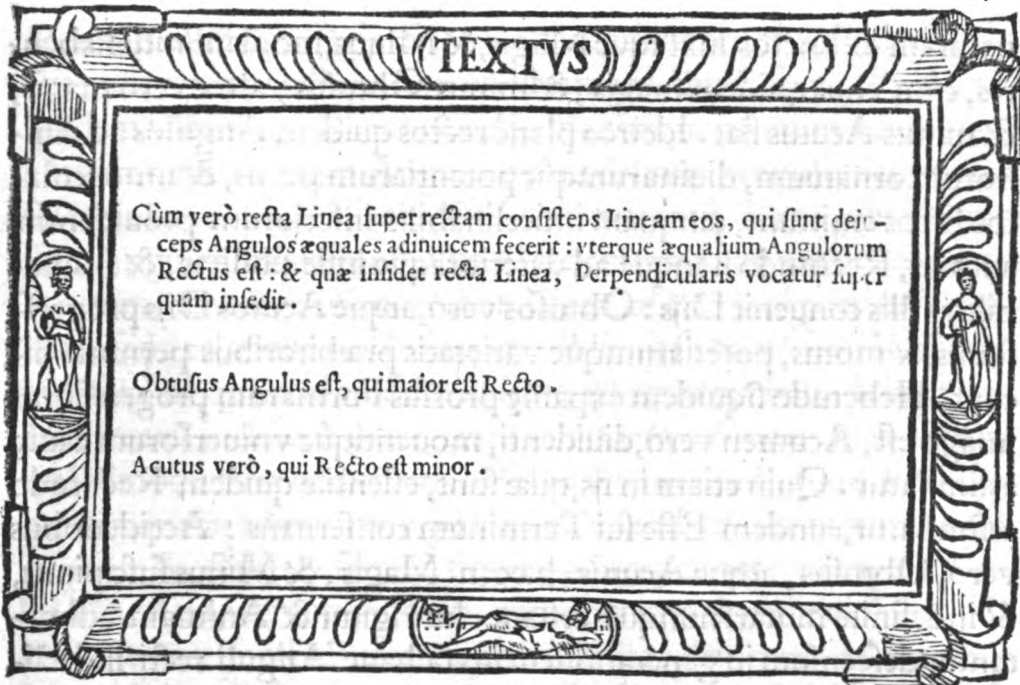 TEXTVS
Cùm verò recta Linea ſuper rectam conſiſtens Lineam eos, qui ſunt dein
ceps Angulos æquales adinuicem fecerit : vterque æqualium Angulorum
Rectus eſt : & quæ inſidet recta Linea, Perpendicularis vocatur ſuper
quam inſedit.
Obtuſus Angulus eſt, qui maior eſt Recto.
Acutus verò, qui Recto eſt minor.